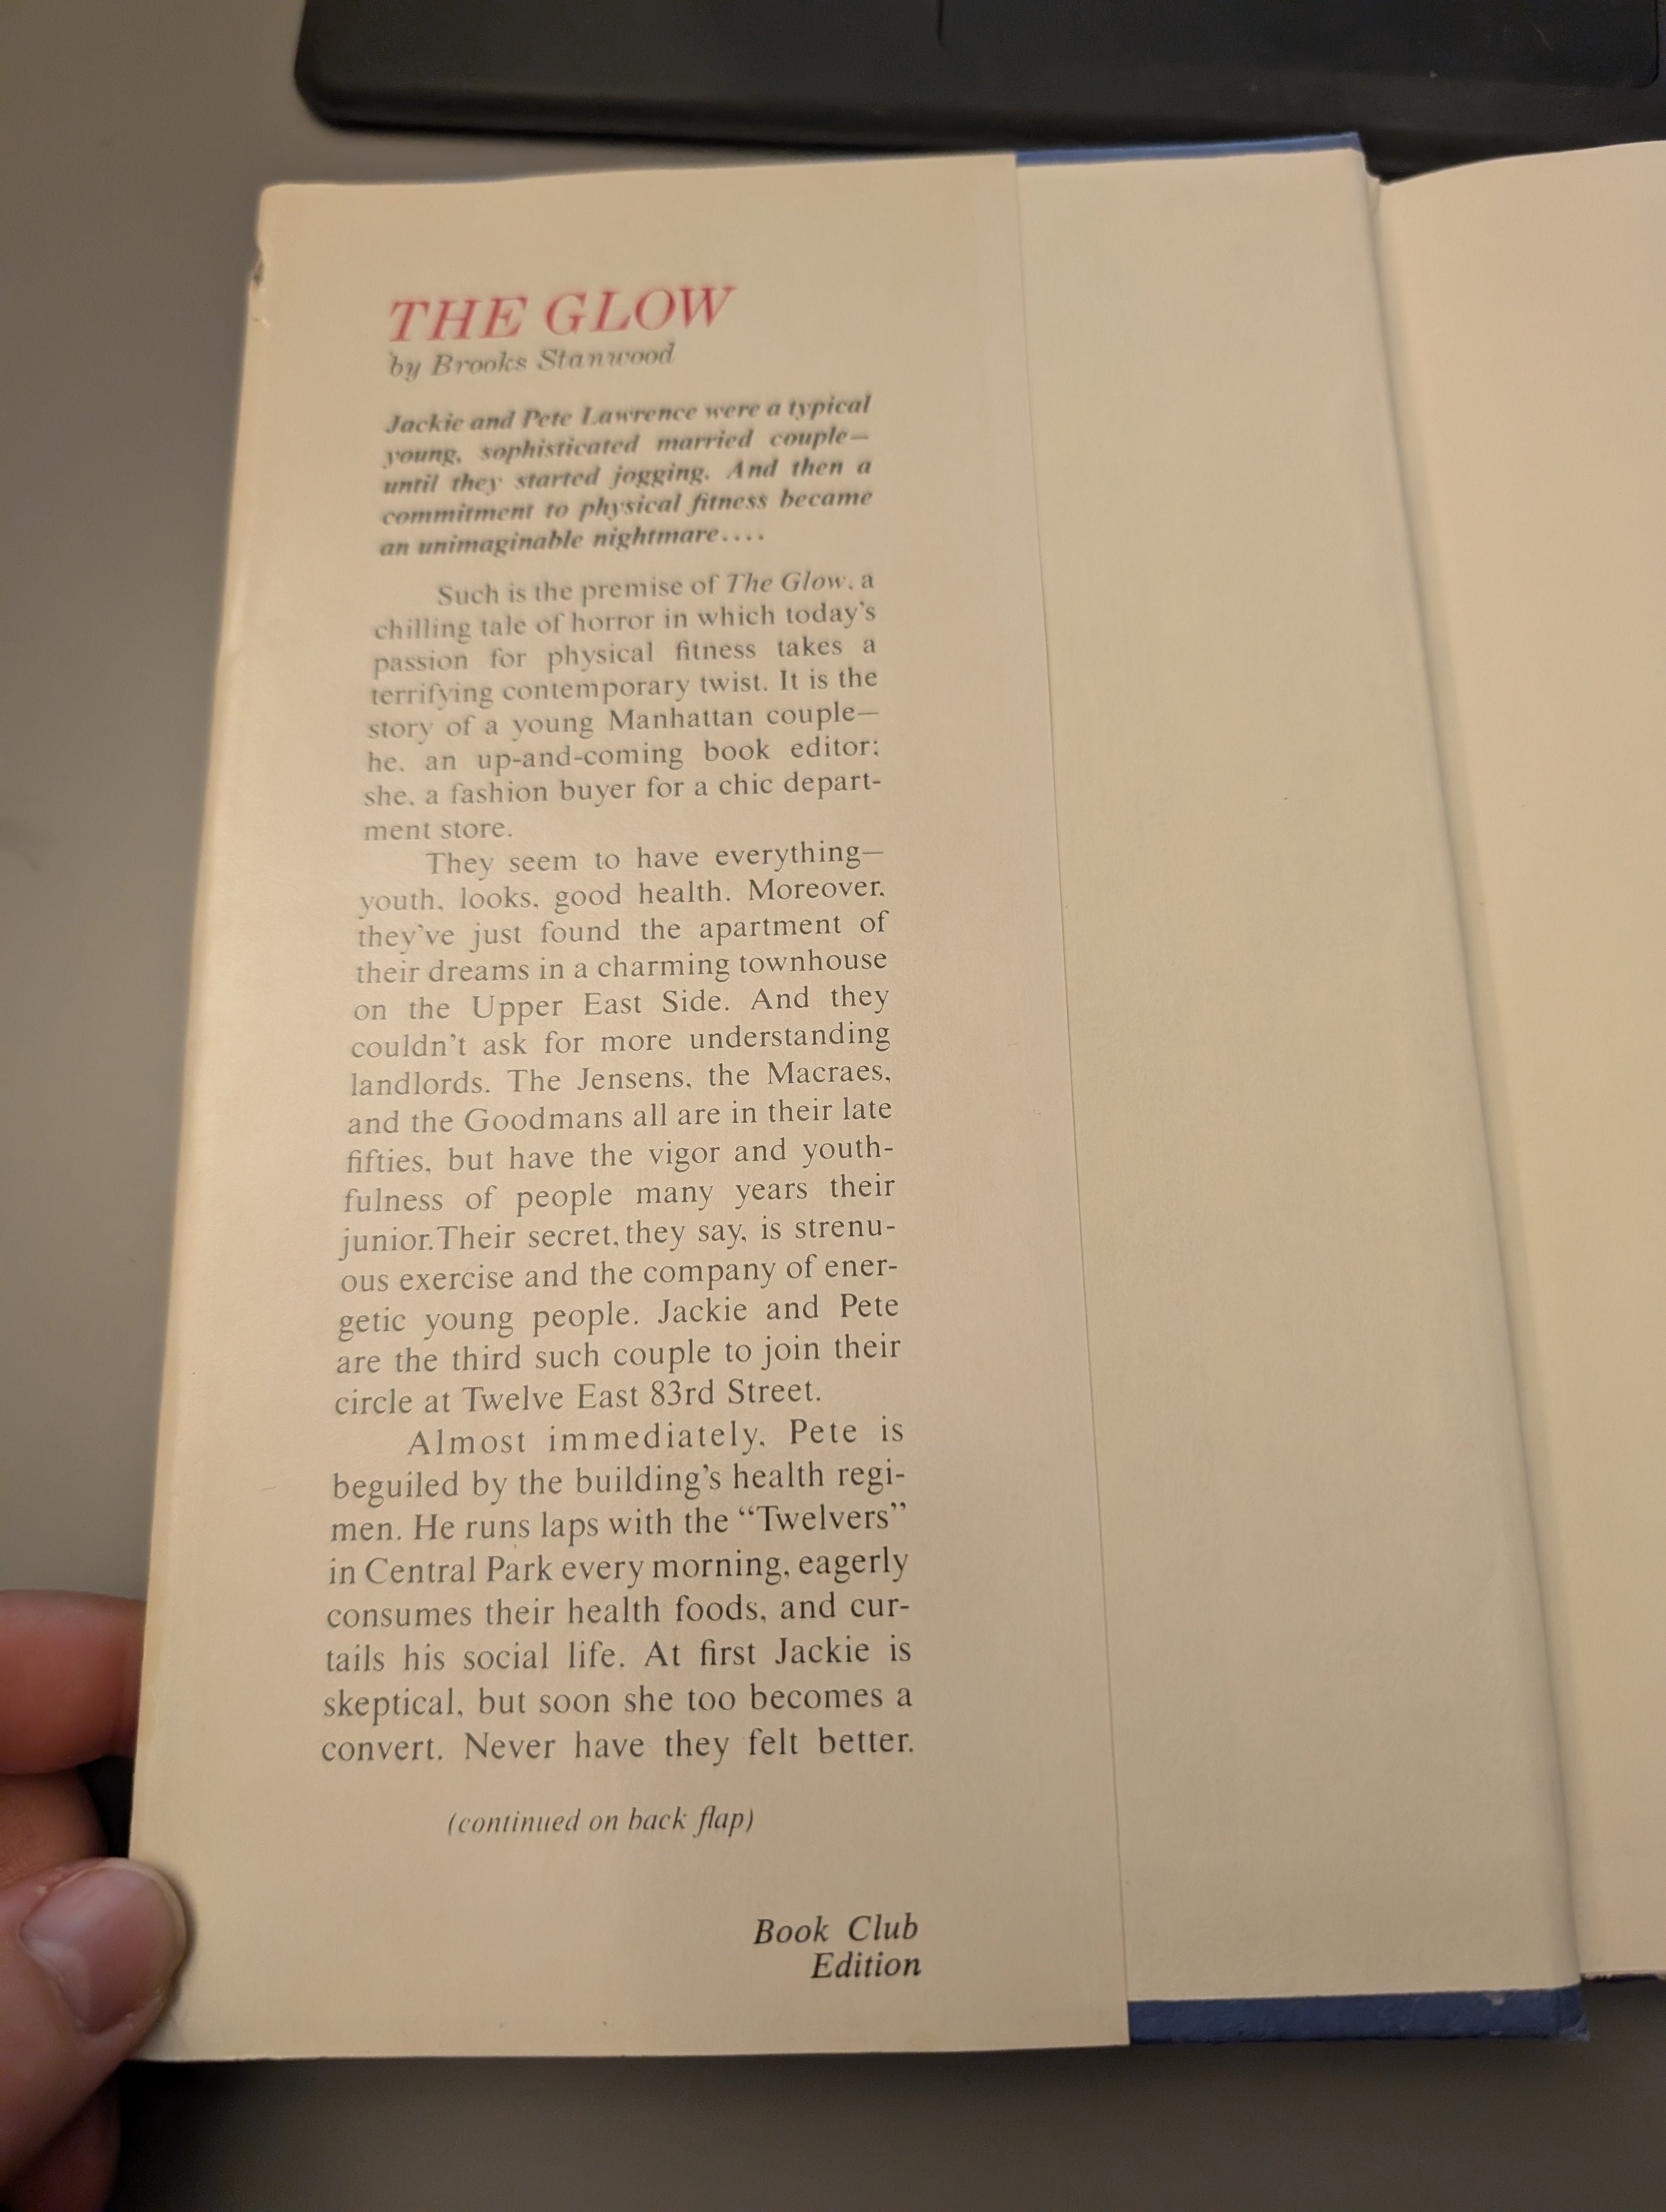 THE GLOW
by Brooks Stanwood
Jackie and Pete Lawrence were a typical
young, sophisticated married couple—
until they started jogging. And then a
commitment to physical fitness became
an unimaginable nightmare....
Such is the premise of The Glow, a
chilling tale of horror in which today's
passion for physical fitness takes a
terrifying contemporary twist. It is the
story of a young Manhattan couple—
he, an up-and-coming book editor;
she, a fashion buyer for a chic depart-
ment store.
They seem to have everything—
youth, looks, good health. Moreover,
they've just found the apartment of
their dreams in a charming townhouse
on the Upper East Side. And they
couldn't ask for more understanding
landlords. The Jensens, the Macraes,
and the Goodmans all are in their late
fifties, but have the vigor and youth-
fulness of people many years their
junior. Their secret, they say, is strenu-
ous exercise and the company of ener-
getic young people. Jackie and Pete
are the third such couple to join their
circle at Twelve East 83rd Street.
Almost immediately, Pete is
beguiled by the building's health regi-
men. He runs laps with the “Twelvers”
in Central Park every morning, eagerly
consumes their health foods, and cur-
tails his social life. At first Jackie is
skeptical, but soon she too becomes a
convert. Never have they felt better.
(continued on back flap)
Book Club
Edition